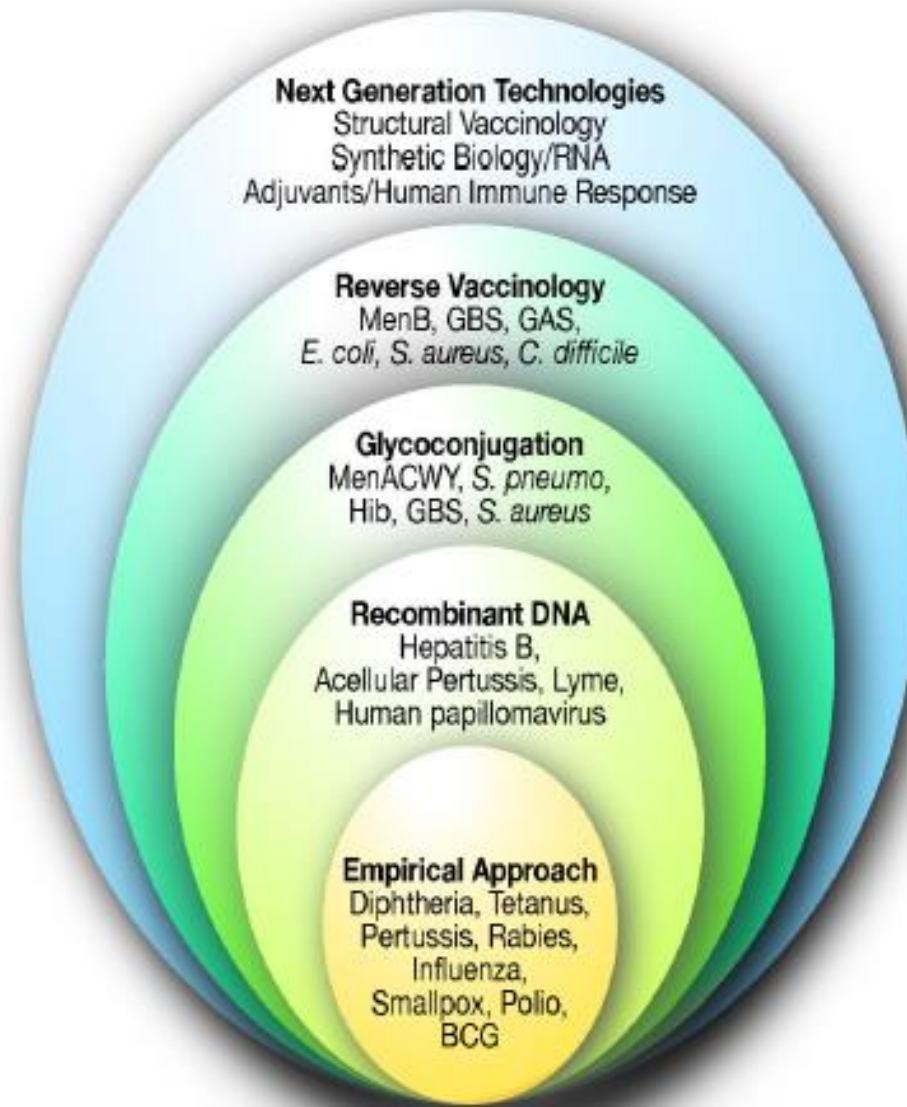 Next Generation Technologies
Structural Vaccinology
Synthetic Biology/RNA
Adjuvants/Human Immune Response
Reverse Vaccinology
MenB, GBS, GAS,
E. coli, S. aureus, C. difficile
Glycoconjugation
MenACWY, S. pneumo,
Hib, GBS, S. aureus
Recombinant DNA
Hepatitis B,
Acellular Pertussis, Lyme,
Human papillomavirus
Empirical Approach
Diphtheria, Tetanus,
Pertussis, Rabies,
Influenza,
Smallpox, Polio,
BCG